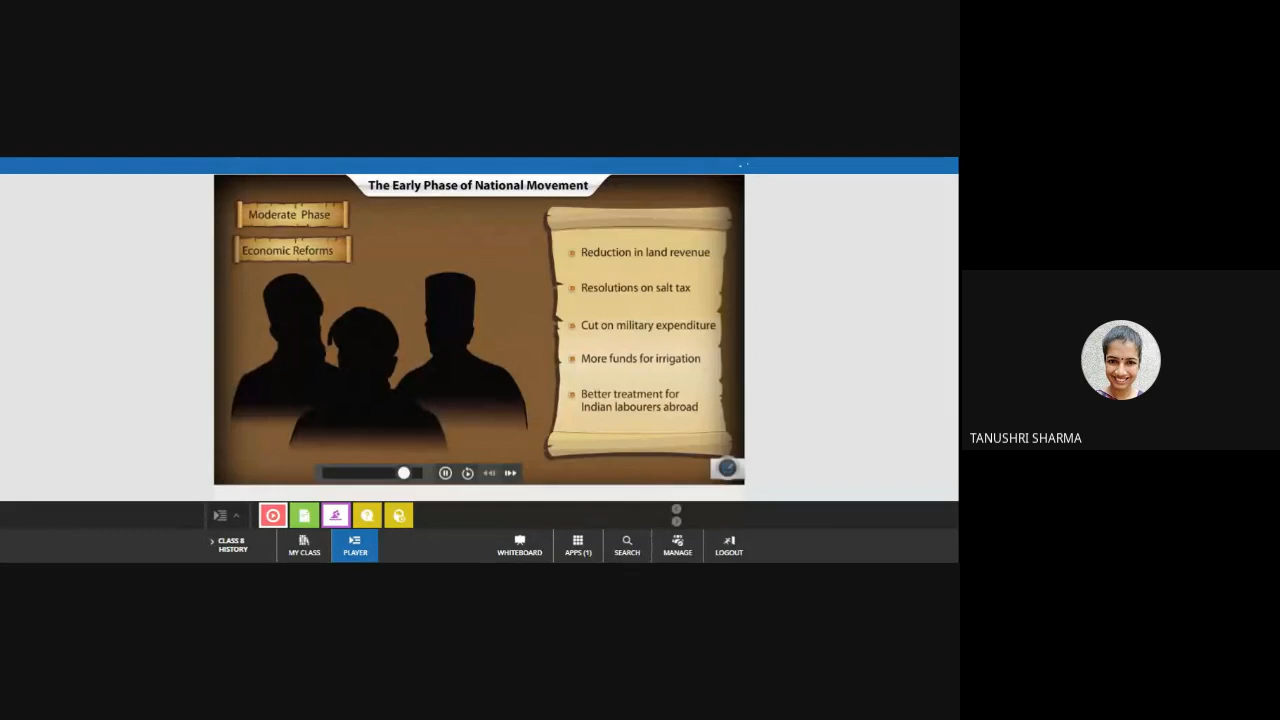 The Early Phase of National Movement
Moderate Phase
Economic Reforms
Reduction in land revenue
Resolutions on salt tax
Cut on military expenditure
More funds for irrigation
Better treatment for
Indian labourers abroad
TANUSHRI SHARMA
CLASS 8
HISTORY
MY CLASS
PLAYER
WHITEBOARD
APPS (1)
SEARCH
MANAGE
LOGOUT